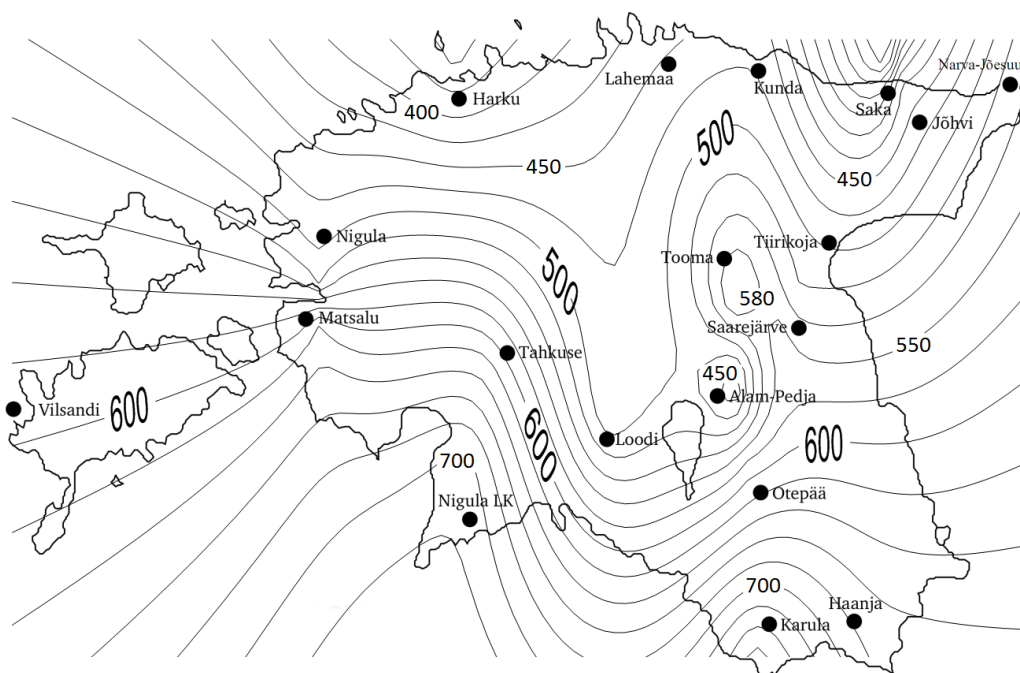 Narva-Jõesuu
Lahemaa
Kunda
Harku
400
Saka
Jõhvi
500
450
450
Nigula
Tiirikoja
Tooma
500
580
Matsalu
Saarejärve
550
Tahkuse
450
Alam-Pedja
Vilsandi
600
600
Loodi
600
700
Nigula LK
Otepää
700
Haanja
Karula